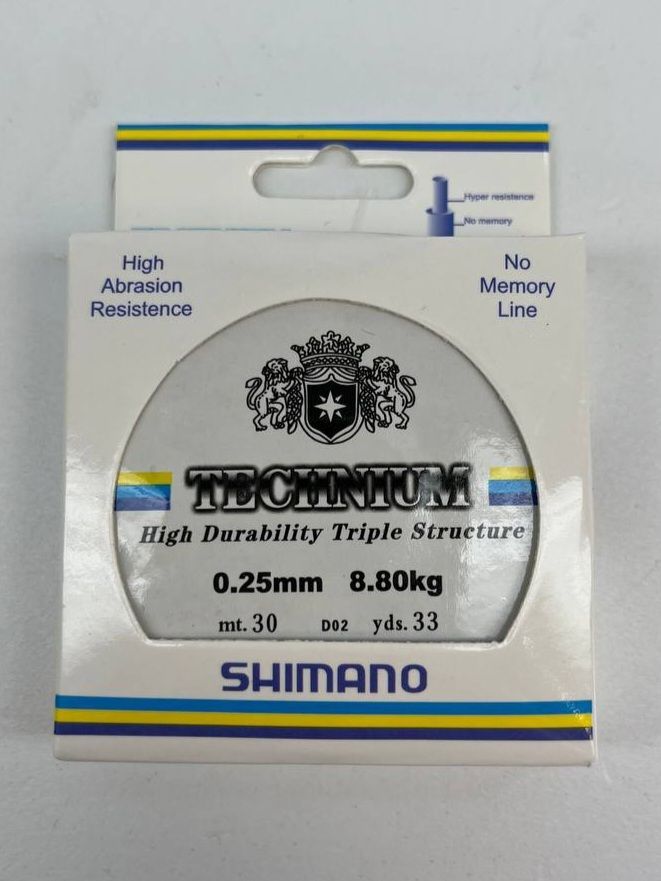 Hyper resistence
No memory
High
Abrasion
Resistence
No
Memory
Line
TECHNIUM
High Durability Triple Structure
0.25mm 8.80kg
mt. 30 D02 yds. 33
SHIMANO